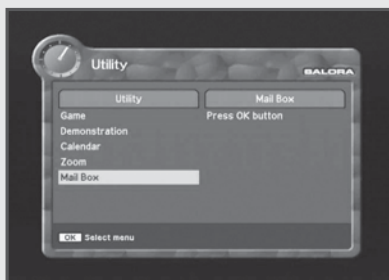 Utility
BALORA
Utility
Mail Box
Game
Press OK button
Demonstration
Calendar
Zoom
Mail Box
OK Select menu